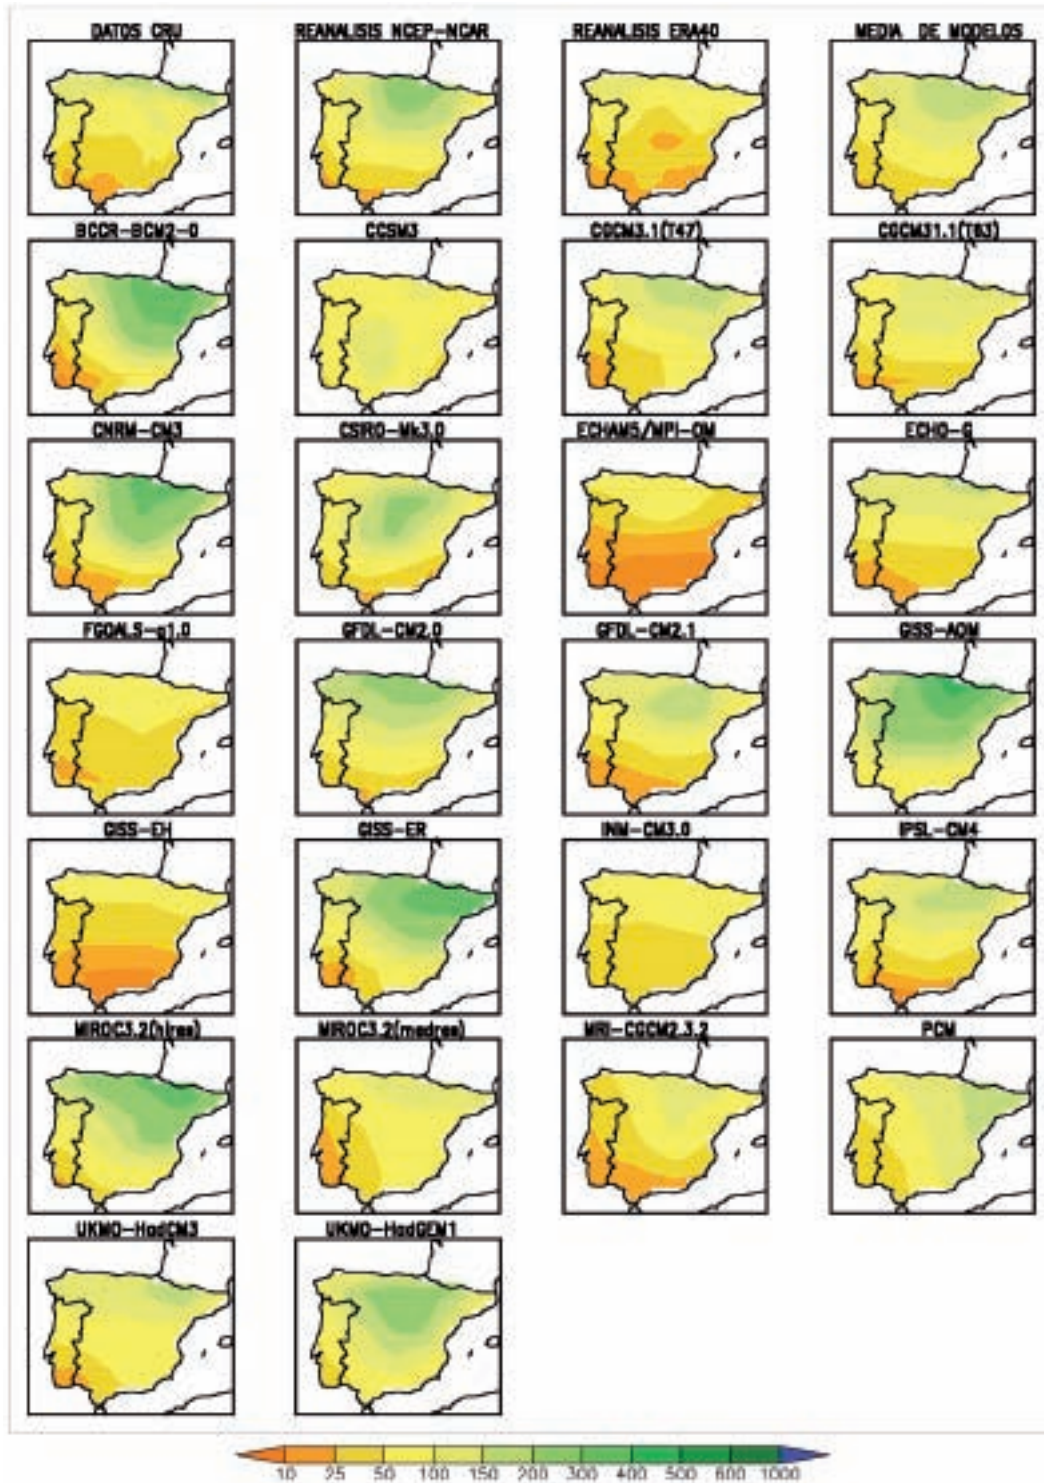 DATOS CRU REANALISIS NCEP-NCAR REANALISIS ERA40 MEDIA DE MODELOS
BCCR-BCM2-0 CCSM3 CGCM3.1(T47) CGCM31.1(T63)
CNRM-CM3 CSIRO-Mk3.0 ECHAM5/MPI-OM ECHO-G
FGOALS-g1.0 GFDL-CM2.0 GFDL-CM2.1 GISS-AOM
GISS-EH GISS-ER INM-CM3.0 IPSL-CM4
MIROC3.2(hires) MIROC3.2(medres) MRI-CGCM2.3.2 PCM
UKMO-HadCM3 UKMO-HadGEM1
10 25 50 100 150 200 300 400 500 600 1000